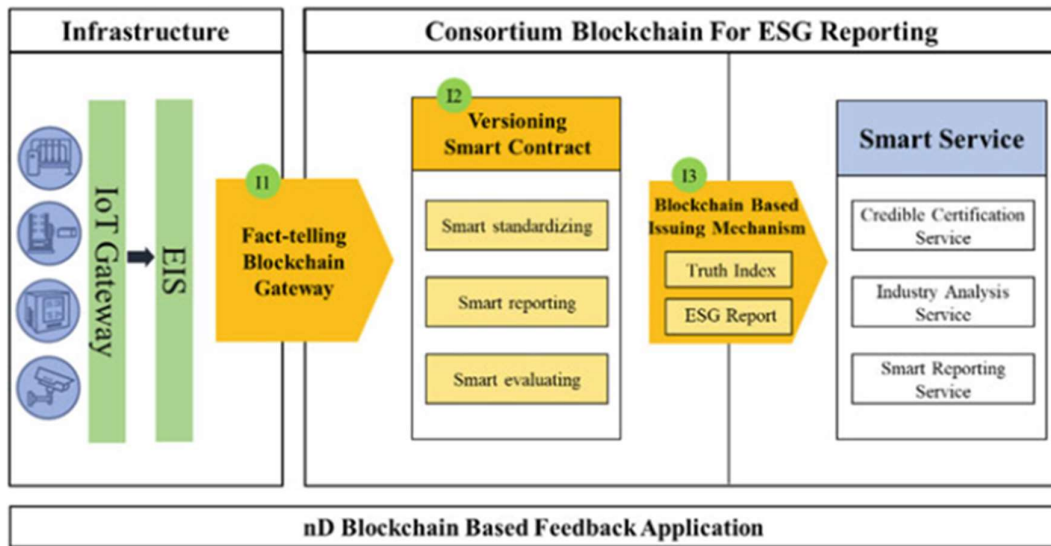 Infrastructure
IoT Gateway
EIS
I1
Fact-telling
Blockchain
Gateway
Consortium Blockchain For ESG Reporting
I2
Versioning
Smart Contract
Smart standardizing
Smart reporting
Smart evaluating
I3
Blockchain Based
Issuing Mechanism
Truth Index
ESG Report
Smart Service
Credible Certification
Service
Industry Analysis
Service
Smart Reporting
Service
nD Blockchain Based Feedback Application